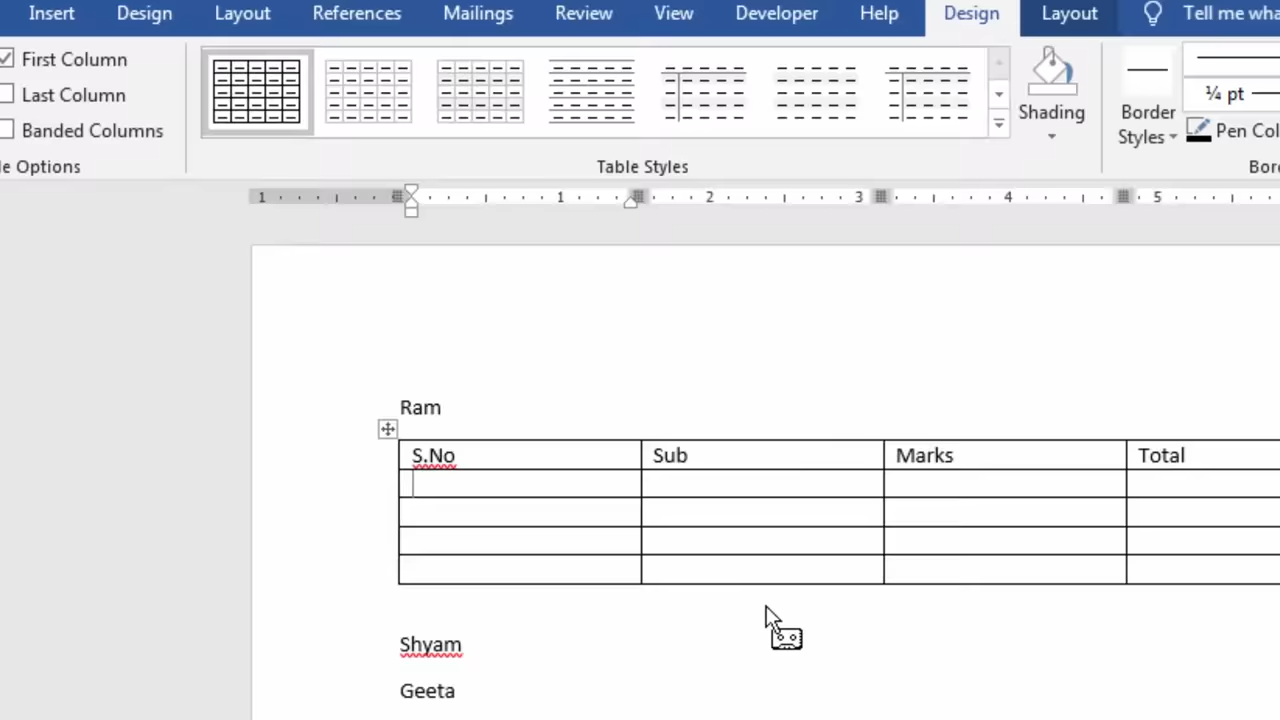 Insert Design Layout References Mailings Review View Developer Help Design Layout Tell me wha
First Column
Last Column
Banded Columns
Shading
Border
Styles
¼ pt
Pen Col
le Options Table Styles Bor
1 1 2 3 4 5
Ram
S.No Sub Marks Total
Shyam
Geeta